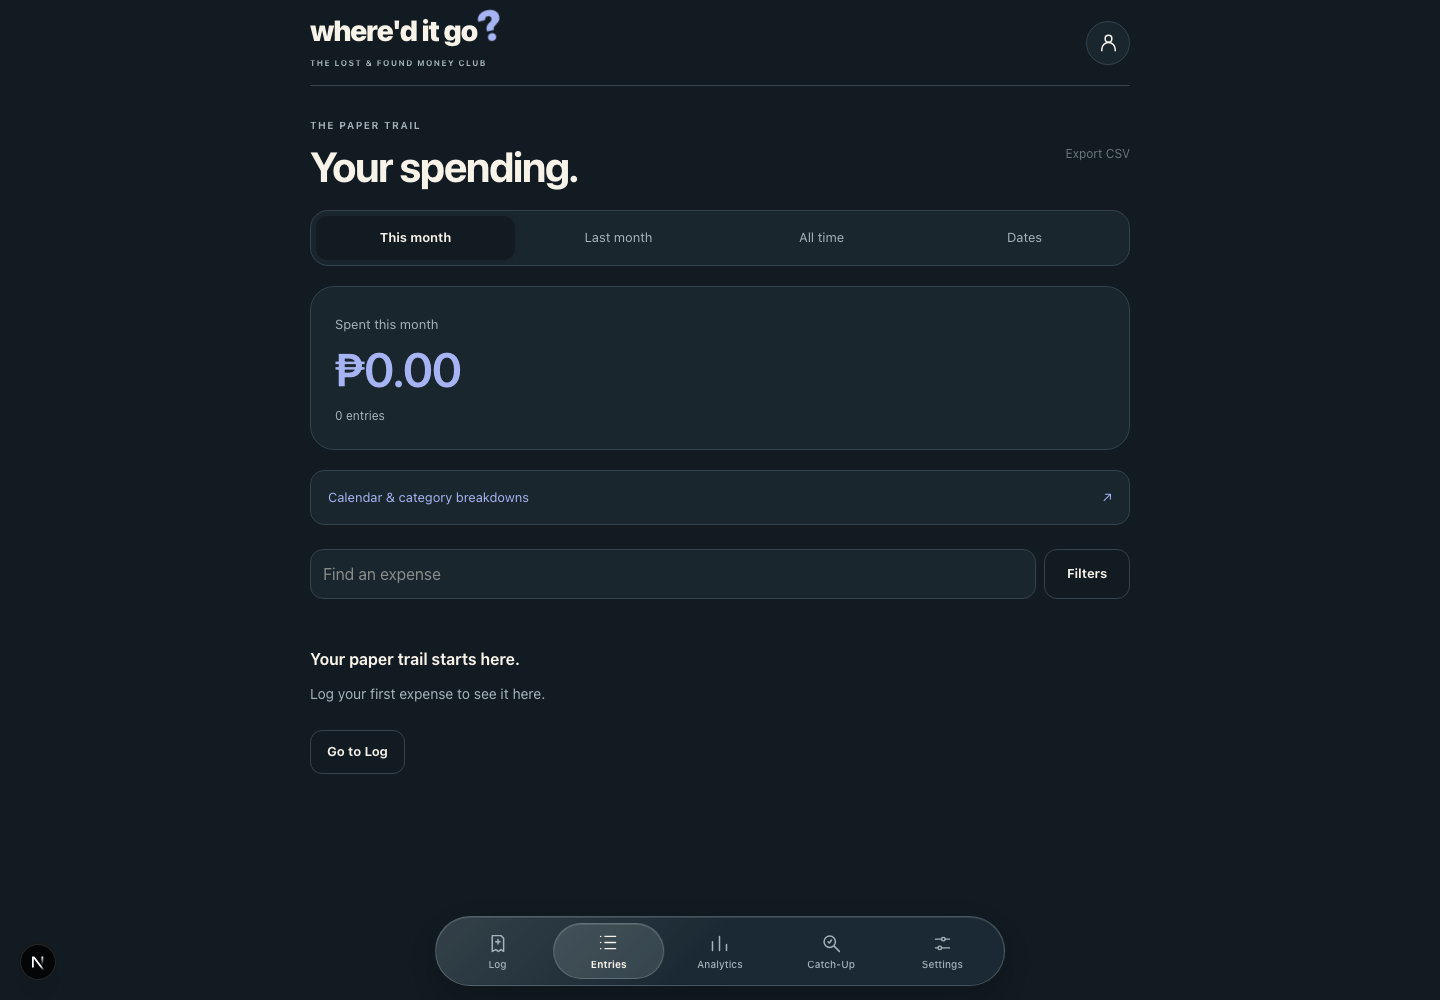 where'd it go?
THE LOST & FOUND MONEY CLUB
THE PAPER TRAIL
Your spending.
Export CSV
This month
Last month
All time
Dates
Spent this month
₱0.00
0 entries
Calendar & category breakdowns
Find an expense
Filters
Your paper trail starts here.
Log your first expense to see it here.
Go to Log
N
Log
Entries
Analytics
Catch-Up
Settings